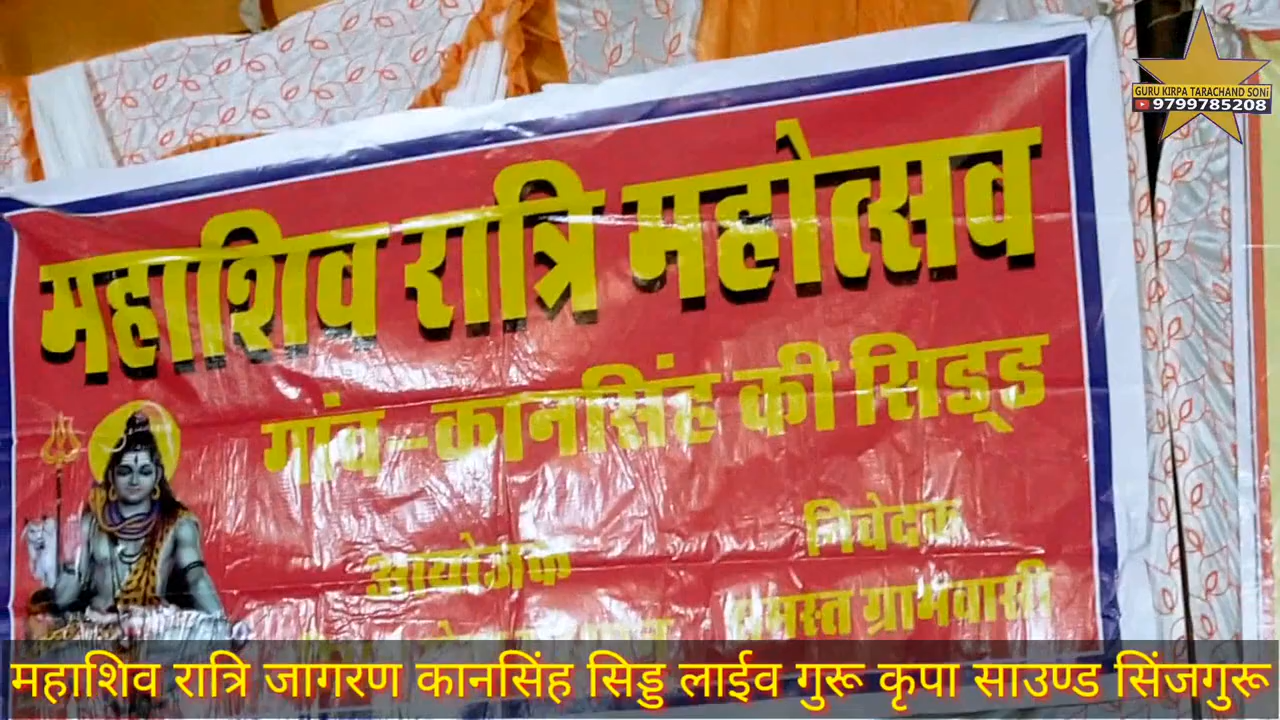 GURU KIRPA TARACHAND SONI
9799785208
महाशिव रात्रि महोत्सव
गांव-कानसिंह की सिड्ड
आयोजक
निवेदक
समस्त ग्रामवासी
महाशिव रात्रि जागरण कानसिंह सिड्ड लाईव गुरू कृपा साउण्ड सिंजगुरू